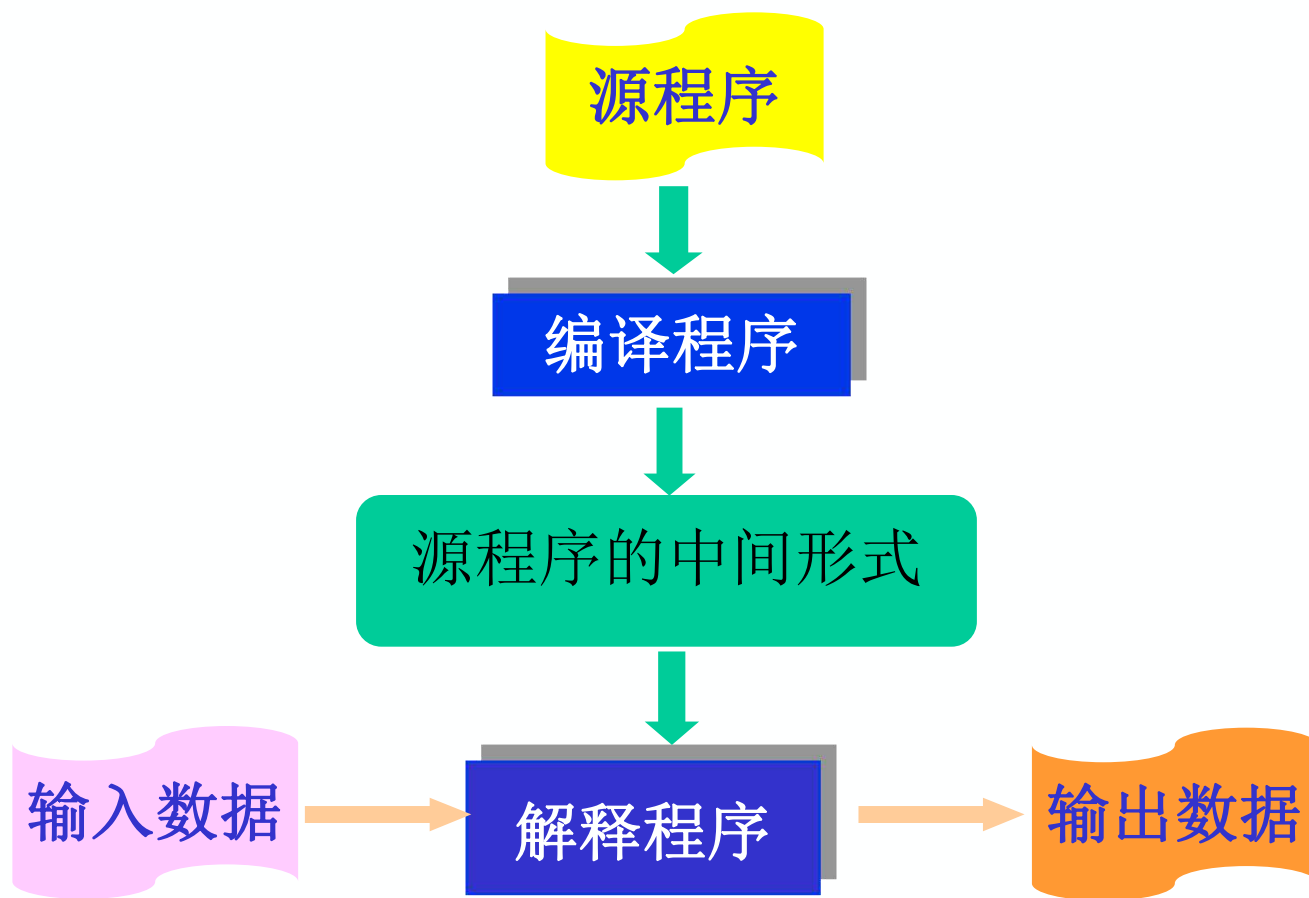 源程序
编译程序
源程序的中间形式
输入数据
解释程序
输出数据